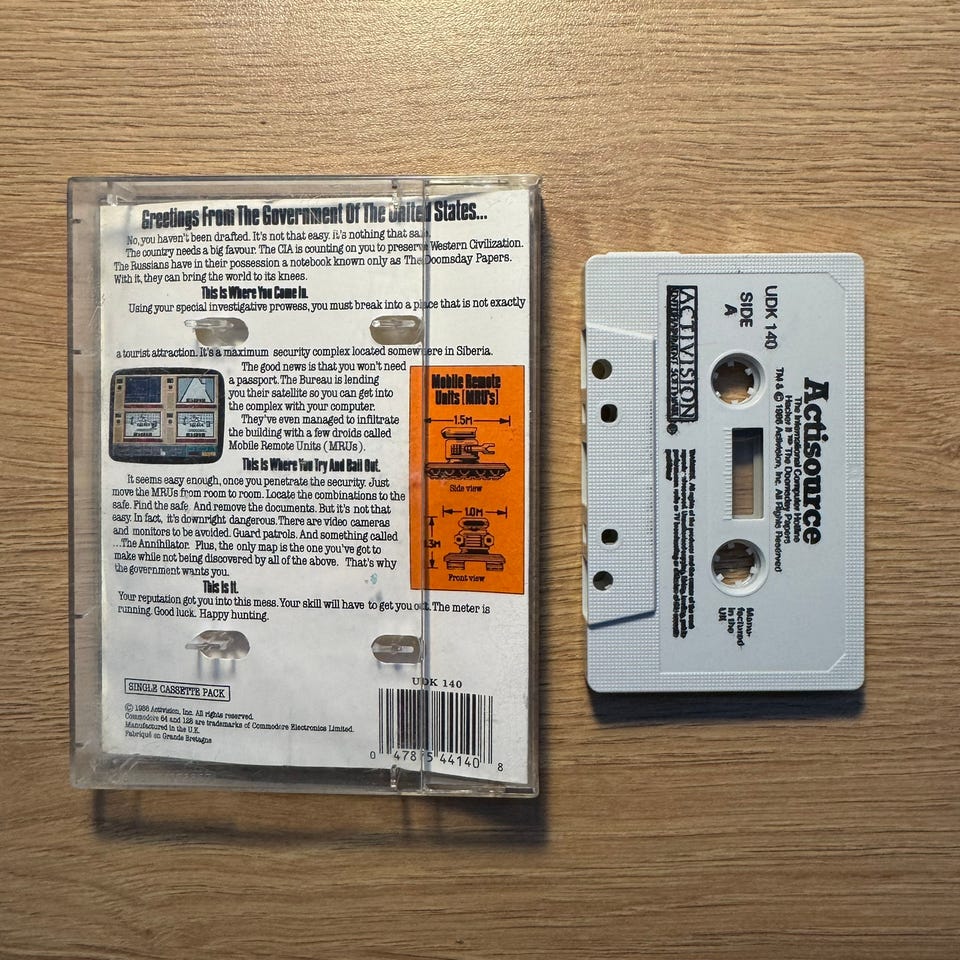 Greetings From The Government Of The United States...
No, you haven't been drafted. It's not that easy. It's nothing that safe.
The country needs a big favour. The CIA is counting on you to preserve Western Civilization.
The Russians have in their possession a notebook known only as The Doomsday Papers.
With it, they can bring the world to its knees.
This Is Where You Come In.
Using your special investigative prowess, you must break into a place that is not exactly
a tourist attraction. It's a maximum security complex located somewhere in Siberia.
The good news is that you won't need
a passport. The Bureau is lending
you their satellite so you can get into
the complex with your computer.
They've even managed to infiltrate
the building with a few droids called
Mobile Remote Units (MRUs).
This Is Where You Try And Bail Out.
It seems easy enough, once you penetrate the security. Just
move the MRUs from room to room. Locate the combinations to the
safe. Find the safe. And remove the documents. But it's not that
easy. In fact, it's downright dangerous. There are video cameras
and monitors to be avoided. Guard patrols. And something called
...The Annihilator. Plus, the only map is the one you've got to
make while not being discovered by all of the above. That's why
the government wants you.
This Is It.
Your reputation got you into this mess. Your skill will have to get you out. The meter is
running. Good luck. Happy hunting.
Mobile Remote
Units (MRU's)
1.5M
Side view
1.0M
.3M
Front view
SINGLE CASSETTE PACK
© 1986 Activision, Inc. All rights reserved.
Commodore 64 and 128 are trademarks of Commodore Electronics Limited.
Manufactured in the U.K.
Fabriqué en Grande Bretagne
UDK 140
0 47875 44140 8
Actisource
The International Computer Hotline
Hacker II™ The Doomsday Papers
TM & © 1986 Activision, Inc. All Rights Reserved
UDK 140
SIDE
A
Manu-
factured
in the
UK
ACTIVISION
ENTERTAINMENT SOFTWARE